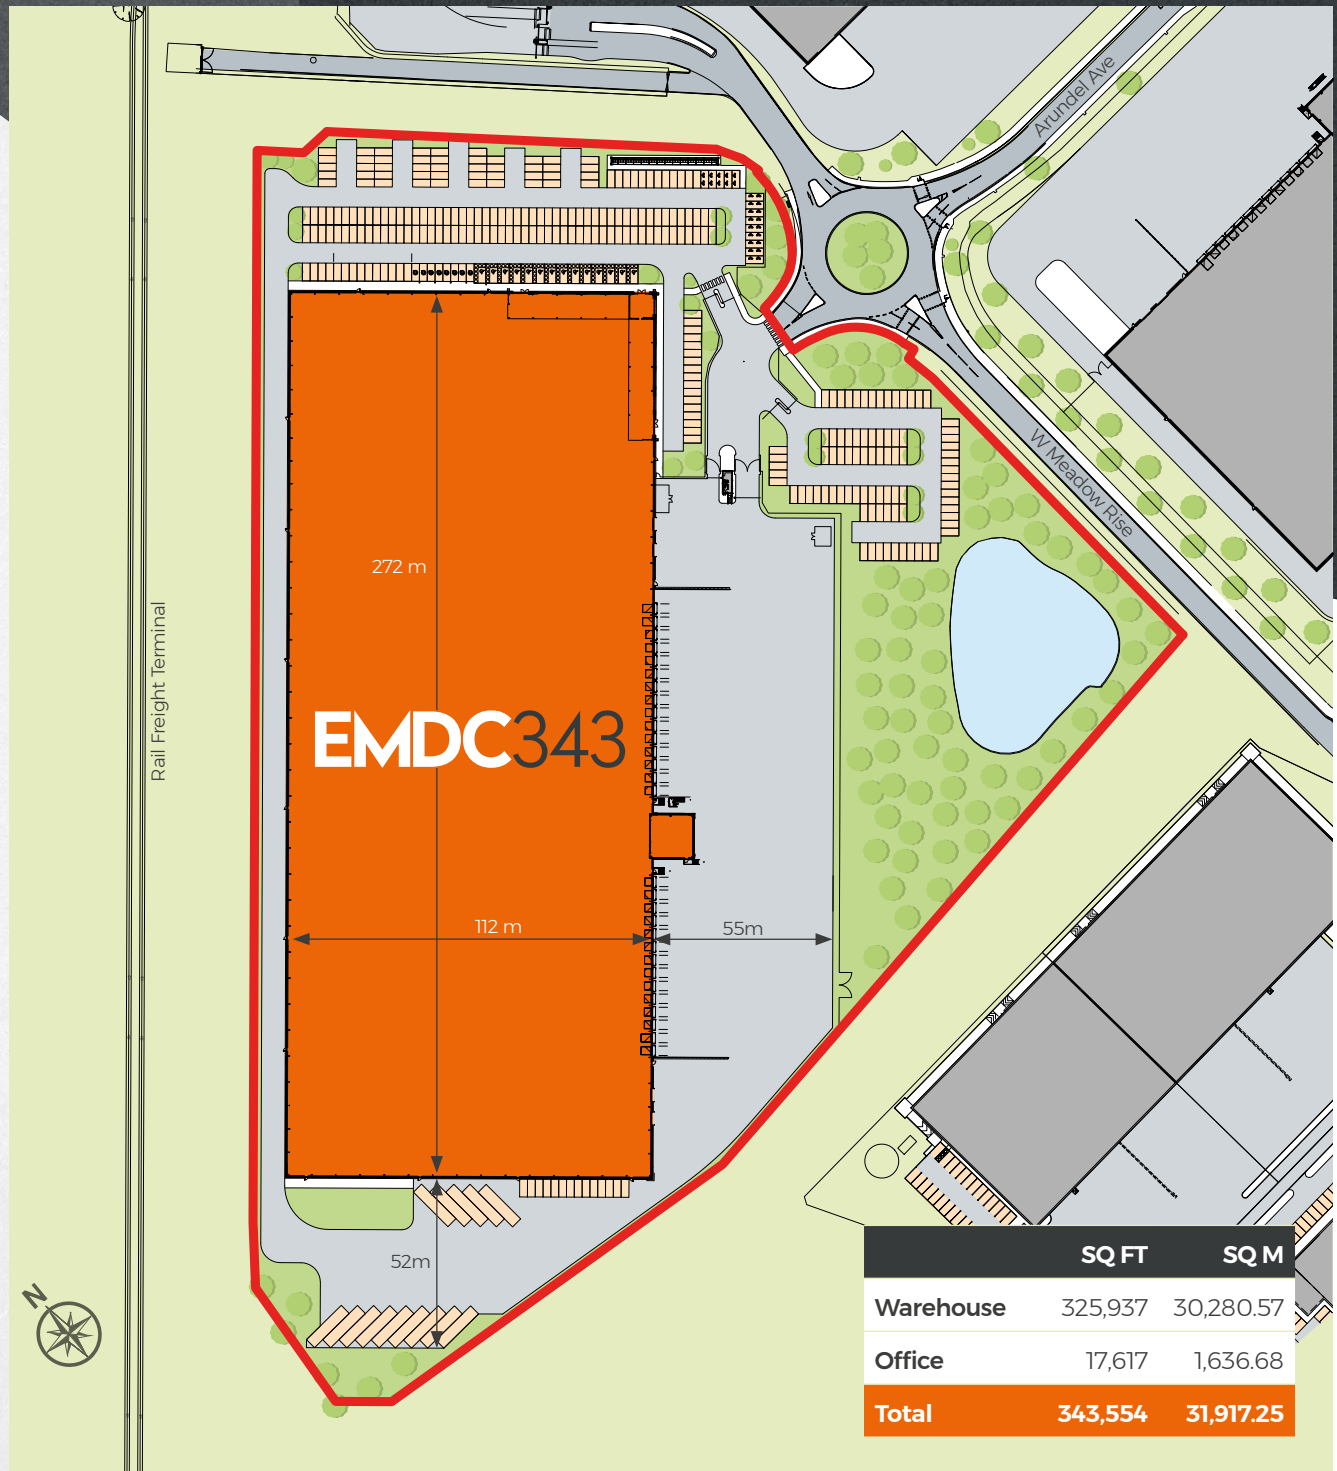 Arundel Ave
W Meadow Rise
Rail Freight Terminal
272 m
EMDC343
112 m
55m
52m
N
SQ FT SQ M
Warehouse 325,937 30,280.57
Office 17,617 1,636.68
Total 343,554 31,917.25